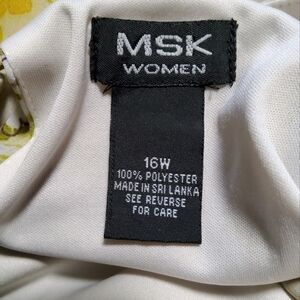 MSK
WOMEN
16W
100% POLYESTER
MADE IN SRI LANKA
SEE REVERSE
FOR CARE